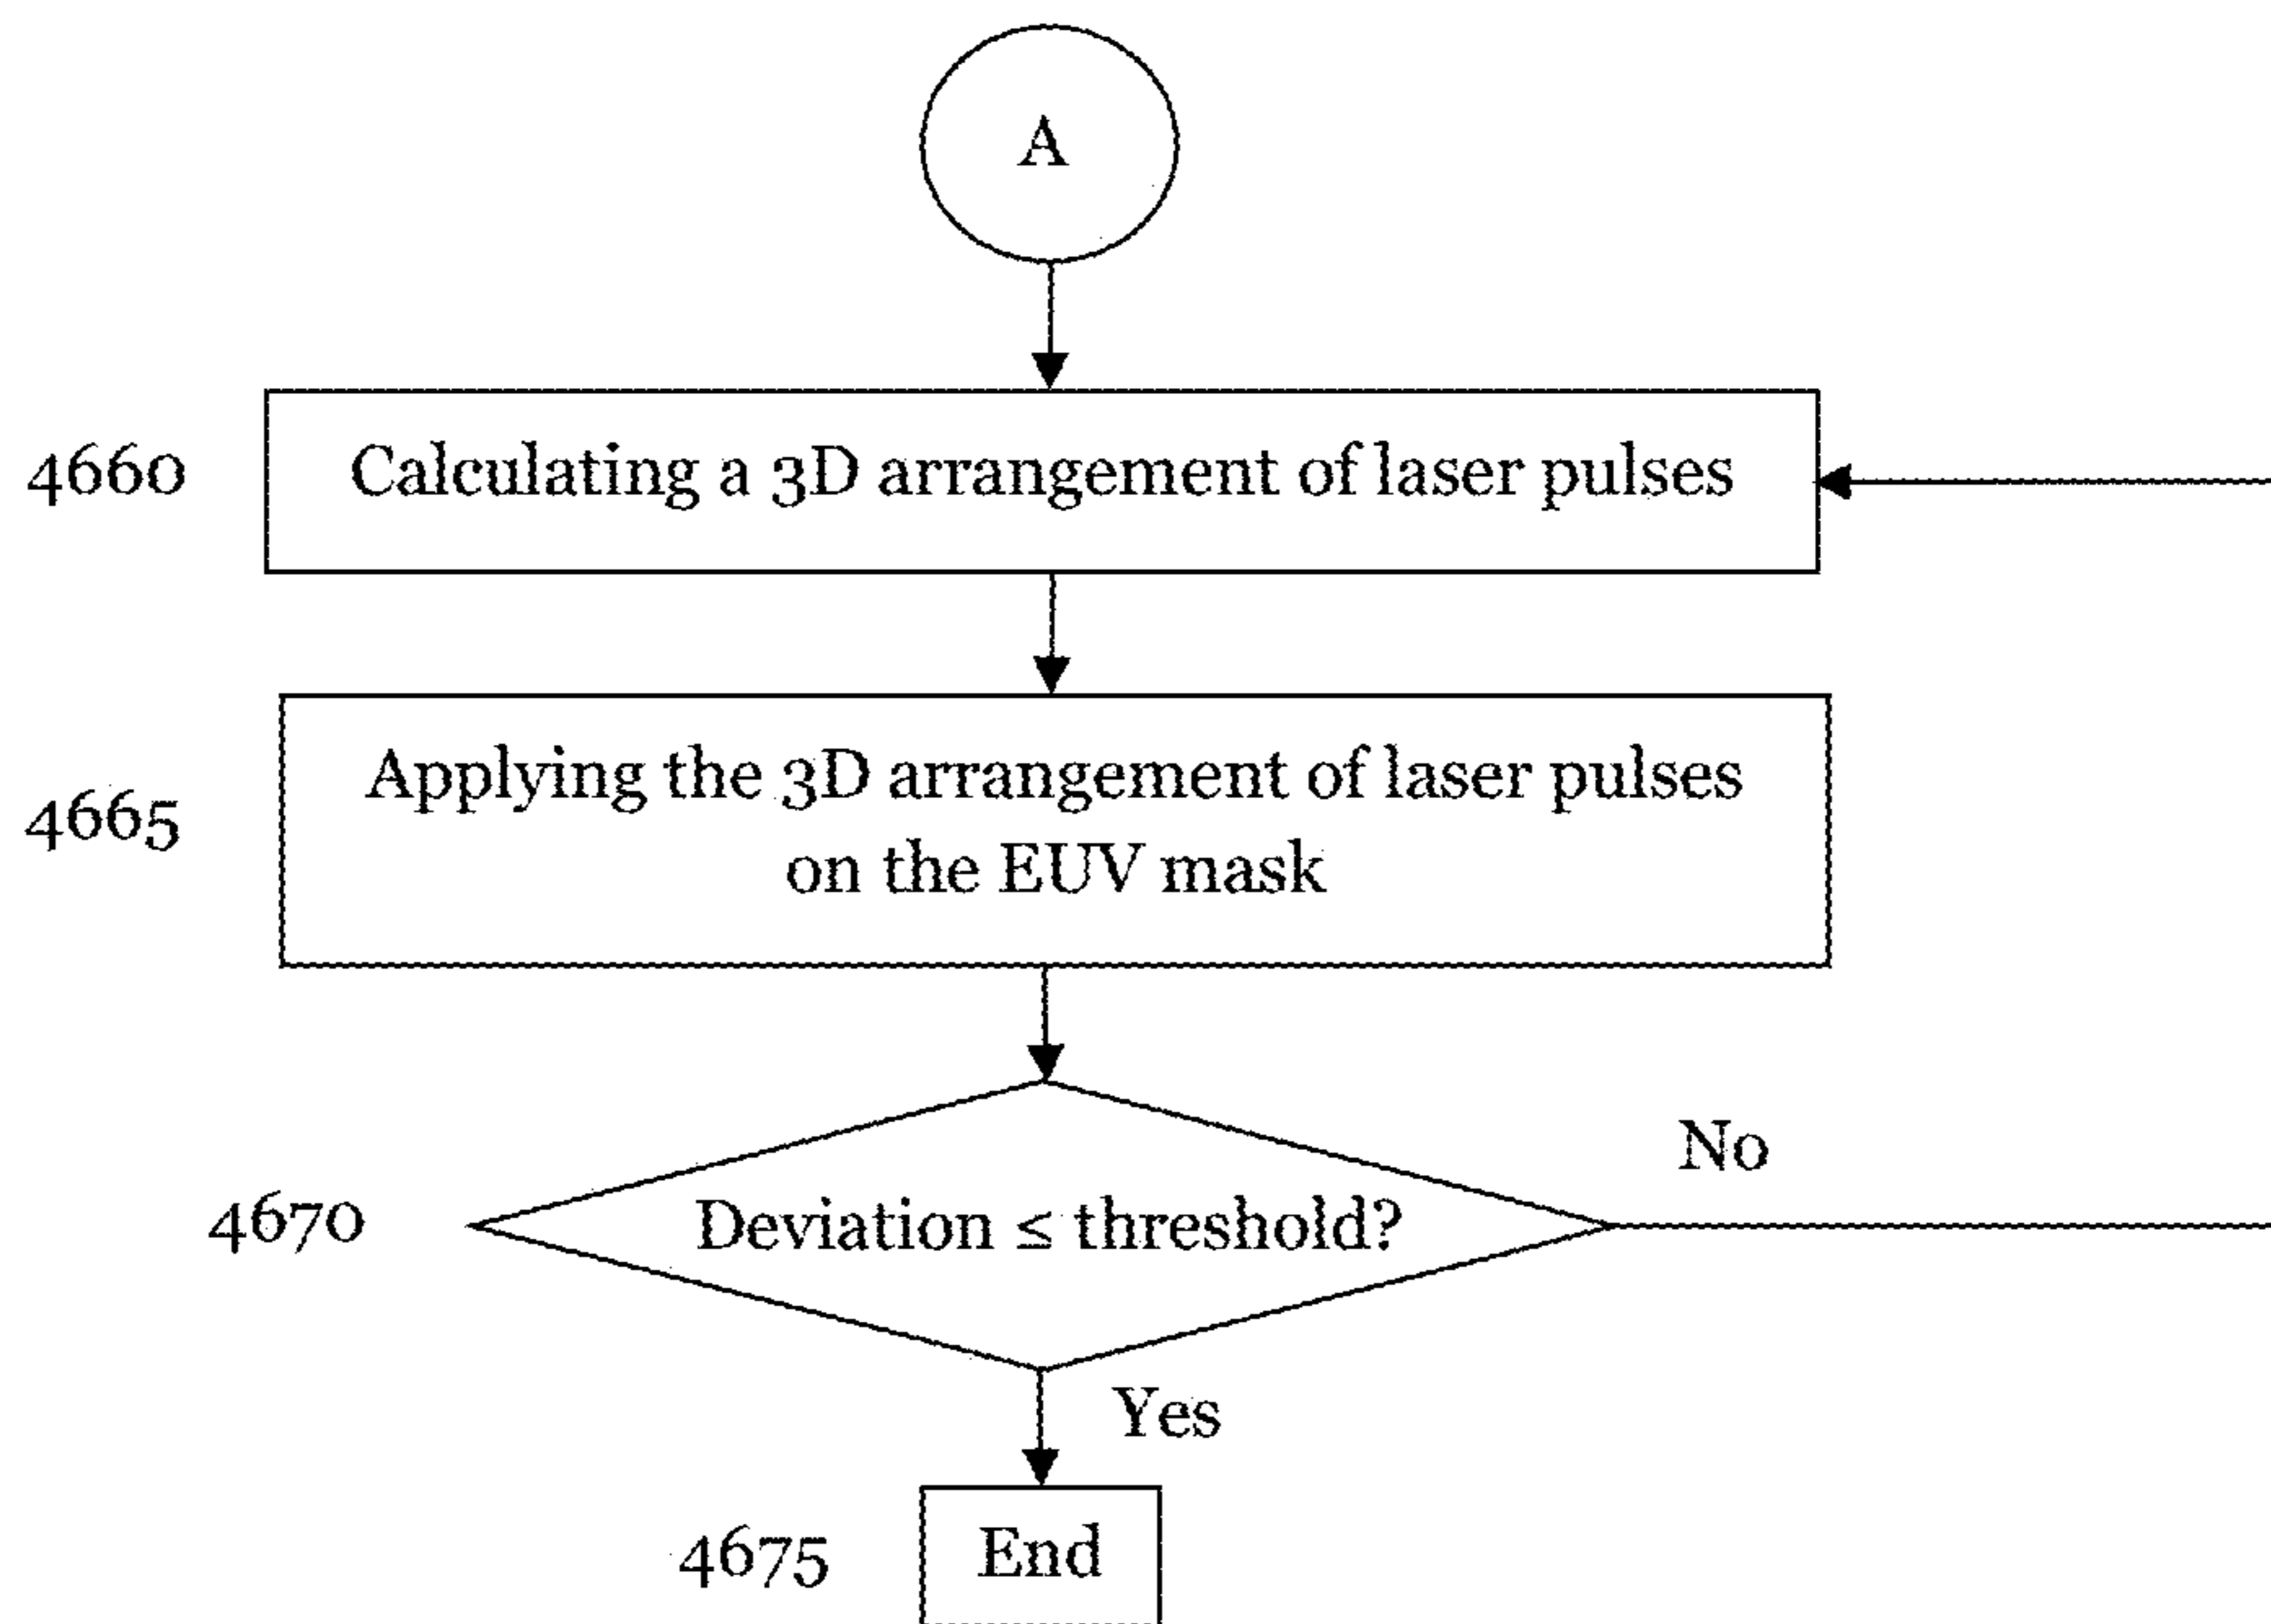 A
4660
Calculating a 3D arrangement of laser pulses
4665
Applying the 3D arrangement of laser pulses
on the EUV mask
No
4670
Deviation ≤ threshold?
Yes
4675
End